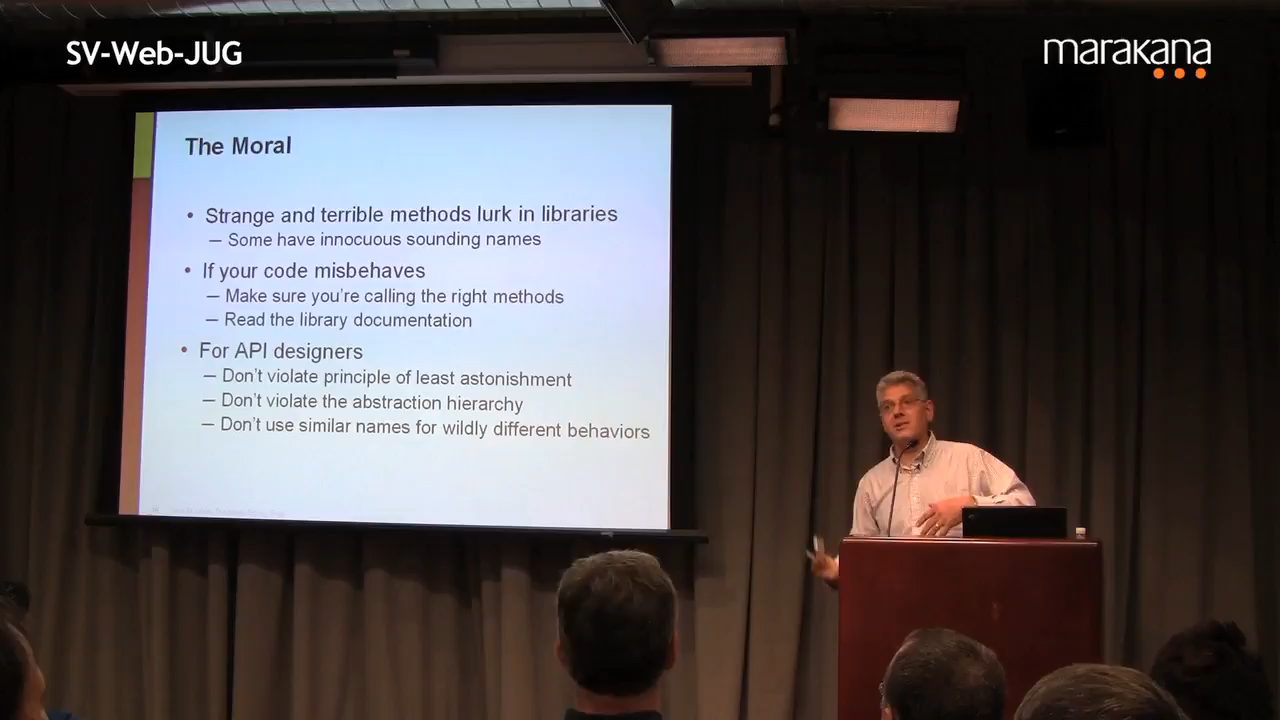 SV-Web-JUG
marakana
The Moral
• Strange and terrible methods lurk in libraries
– Some have innocuous sounding names
• If your code misbehaves
– Make sure you're calling the right methods
– Read the library documentation
• For API designers
– Don't violate principle of least astonishment
– Don't violate the abstraction hierarchy
– Don't use similar names for wildly different behaviors